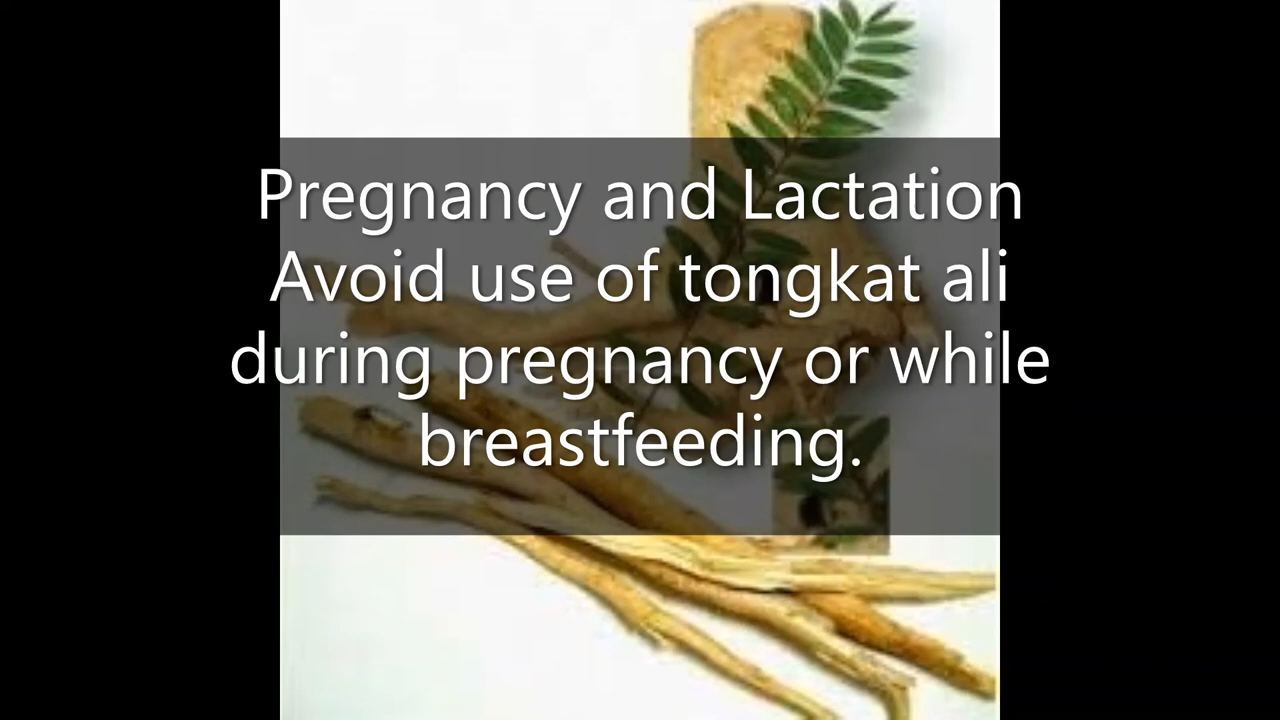 Pregnancy and Lactation
Avoid use of tongkat ali
during pregnancy or while
breastfeeding.